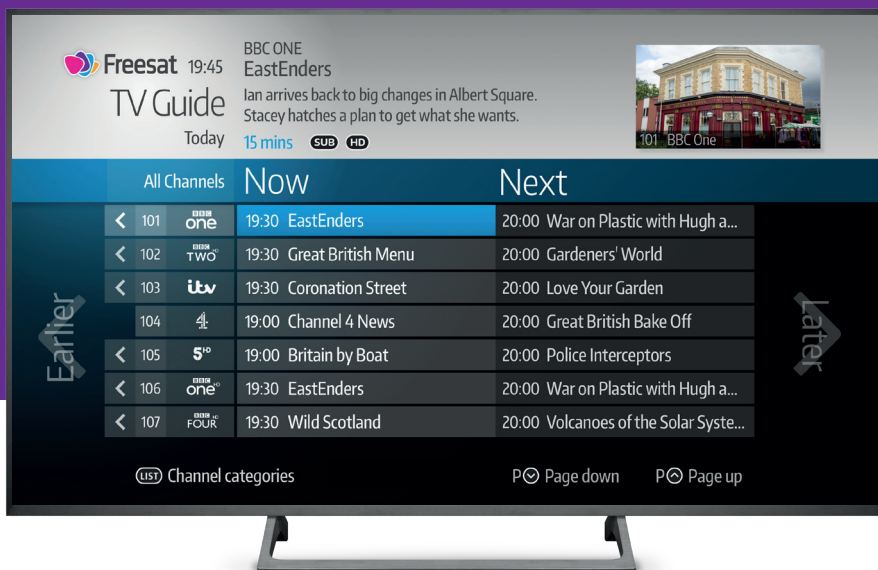 Freesat 19:45
TV Guide
Today
BBC ONE
EastEnders
Ian arrives back to big changes in Albert Square.
Stacey hatches a plan to get what she wants.
15 mins SUB HD
101 BBC One
All Channels Now Next
101 BBC one 19:30 EastEnders 20:00 War on Plastic with Hugh a...
102 BBC TWO HD 19:30 Great British Menu 20:00 Gardeners' World
103 itv 19:30 Coronation Street 20:00 Love Your Garden
104 4 19:00 Channel 4 News 20:00 Great British Bake Off
105 5 HD 19:00 Britain by Boat 20:00 Police Interceptors
106 BBC one HD 19:30 EastEnders 20:00 War on Plastic with Hugh a...
107 BBC FOUR HD 19:30 Wild Scotland 20:00 Volcanoes of the Solar Syste...
Earlier
Later
LIST Channel categories P Page down P Page up